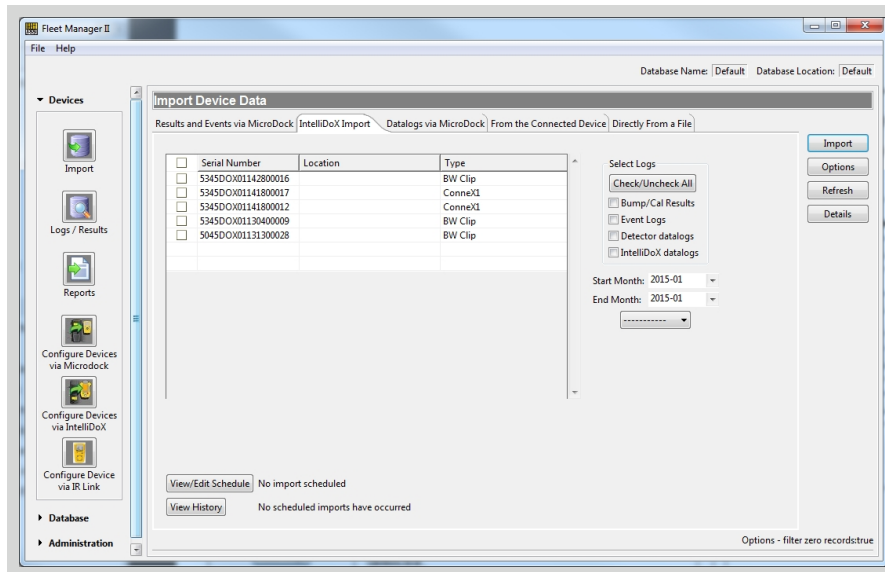 Fleet Manager II
File Help
Database Name: Default Database Location: Default
Devices
Import
Logs / Results
Reports
Configure Devices
via Microdock
Configure Devices
via IntelliDoX
Configure Device
via IR Link
Database
Administration
Import Device Data
Results and Events via MicroDock IntelliDoX Import Datalogs via MicroDock From the Connected Device Directly From a File
Serial Number Location Type
5345DOX01142800016 BW Clip
5345DOX01141800017 ConneX1
5345DOX01141800012 ConneX1
5345DOX01130400009 BW Clip
5045DOX01131300028 BW Clip
Select Logs
Check/Uncheck All
Bump/Cal Results
Event Logs
Detector datalogs
IntelliDoX datalogs
Start Month: 2015-01
End Month: 2015-01
-----------
Import
Options
Refresh
Details
View/Edit Schedule No import scheduled
View History No scheduled imports have occurred
Options - filter zero records:true